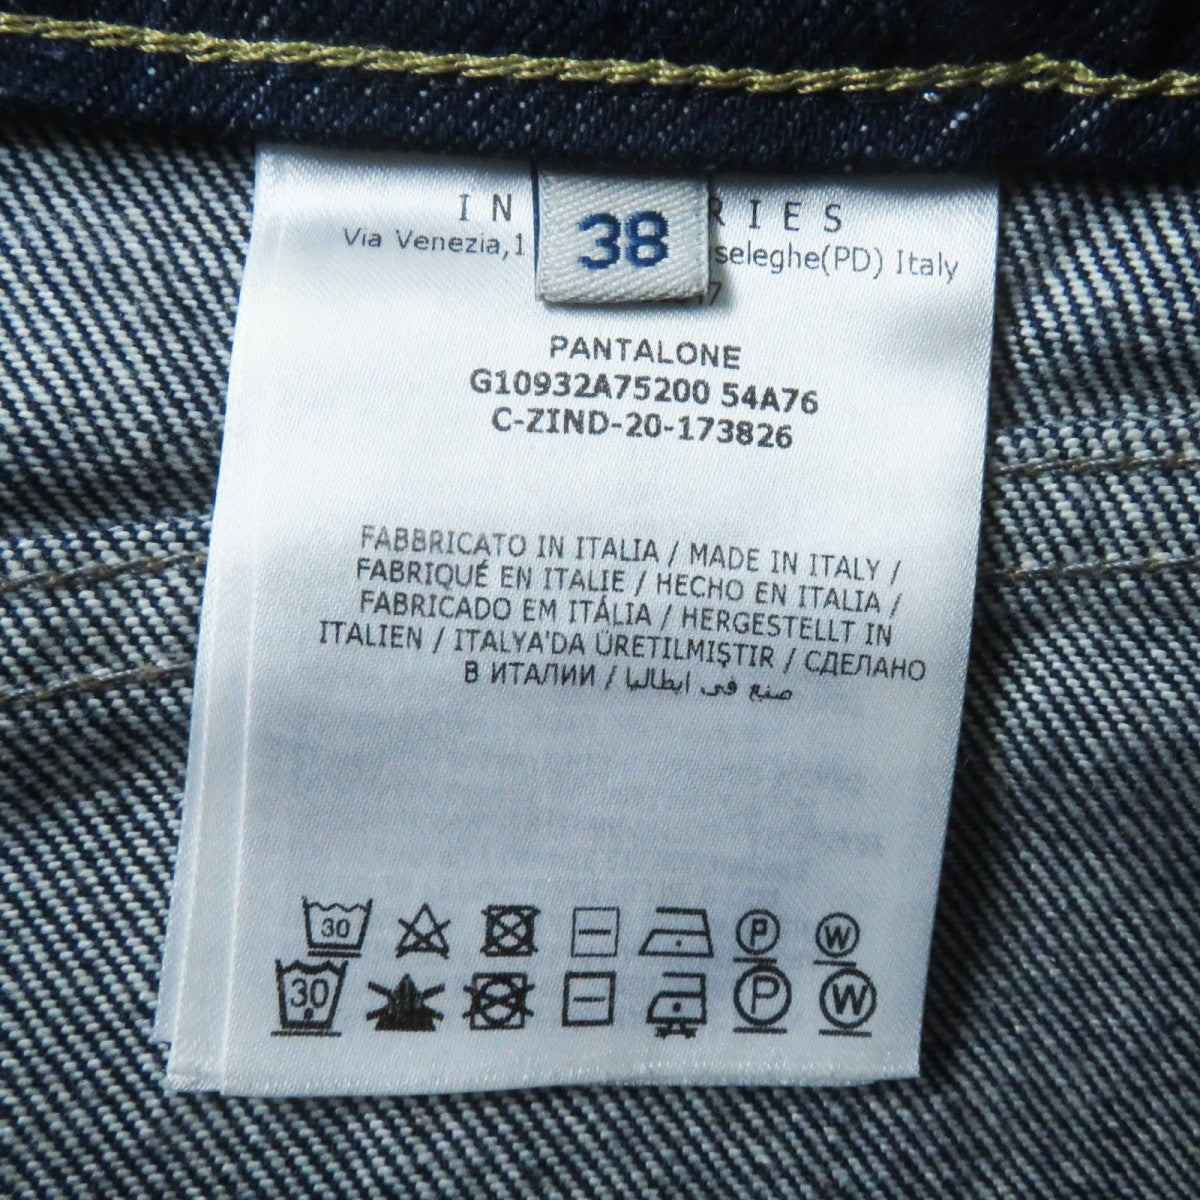 IN RIES
38
Via Venezia,1 seleghe(PD) Italy
PANTALONE
G10932A75200 54A76
C-ZIND-20-173826
FABBRICATO IN ITALIA / MADE IN ITALY /
FABRIQUÉ EN ITALIE / HECHO EN ITALIA /
FABRICADO EM ITÁLIA / HERGESTELLT IN
ITALIEN / ITALYA'DA ÜRETILMIŞTIR / СДЕЛАНО
В ИТАЛИИ / صنع في ايطاليا
30 P W
30 P W